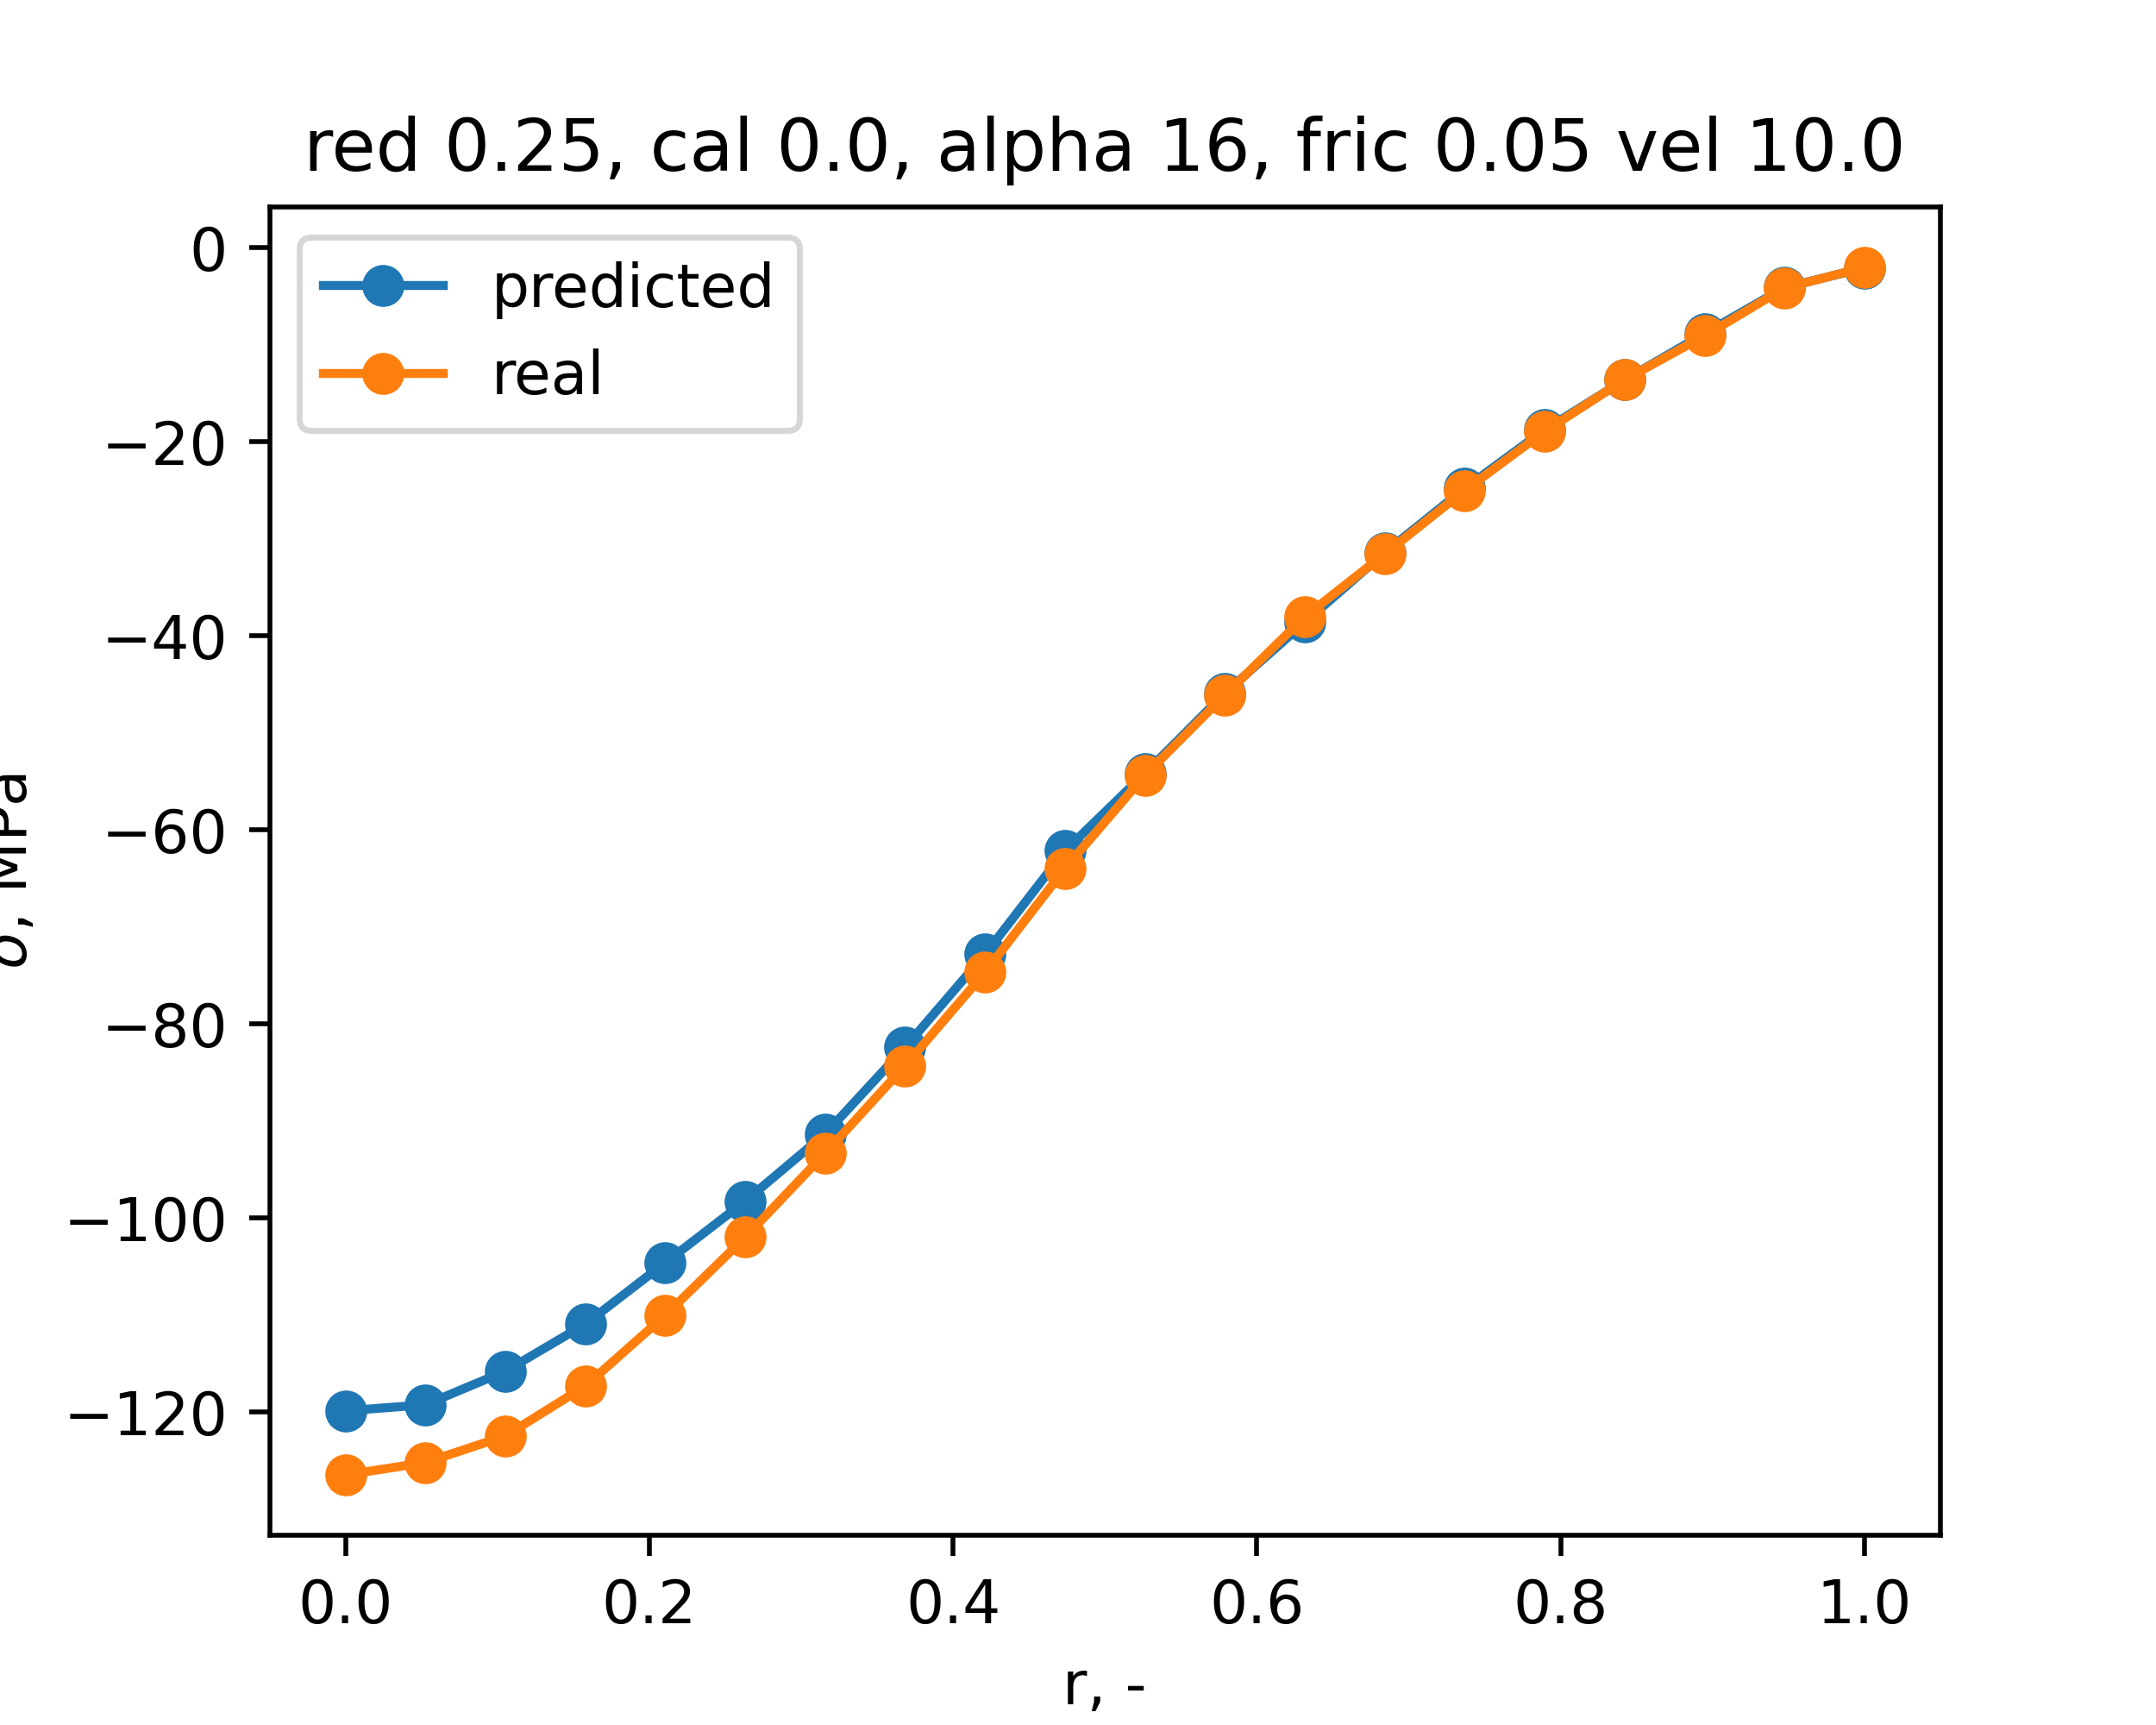 red 0.25, cal 0.0, alpha 16, fric 0.05 vel 10.0
predicted
real
0
−20
−40
−60
−80
−100
−120
σ, MPa
0.0 0.2 0.4 0.6 0.8 1.0
r, -